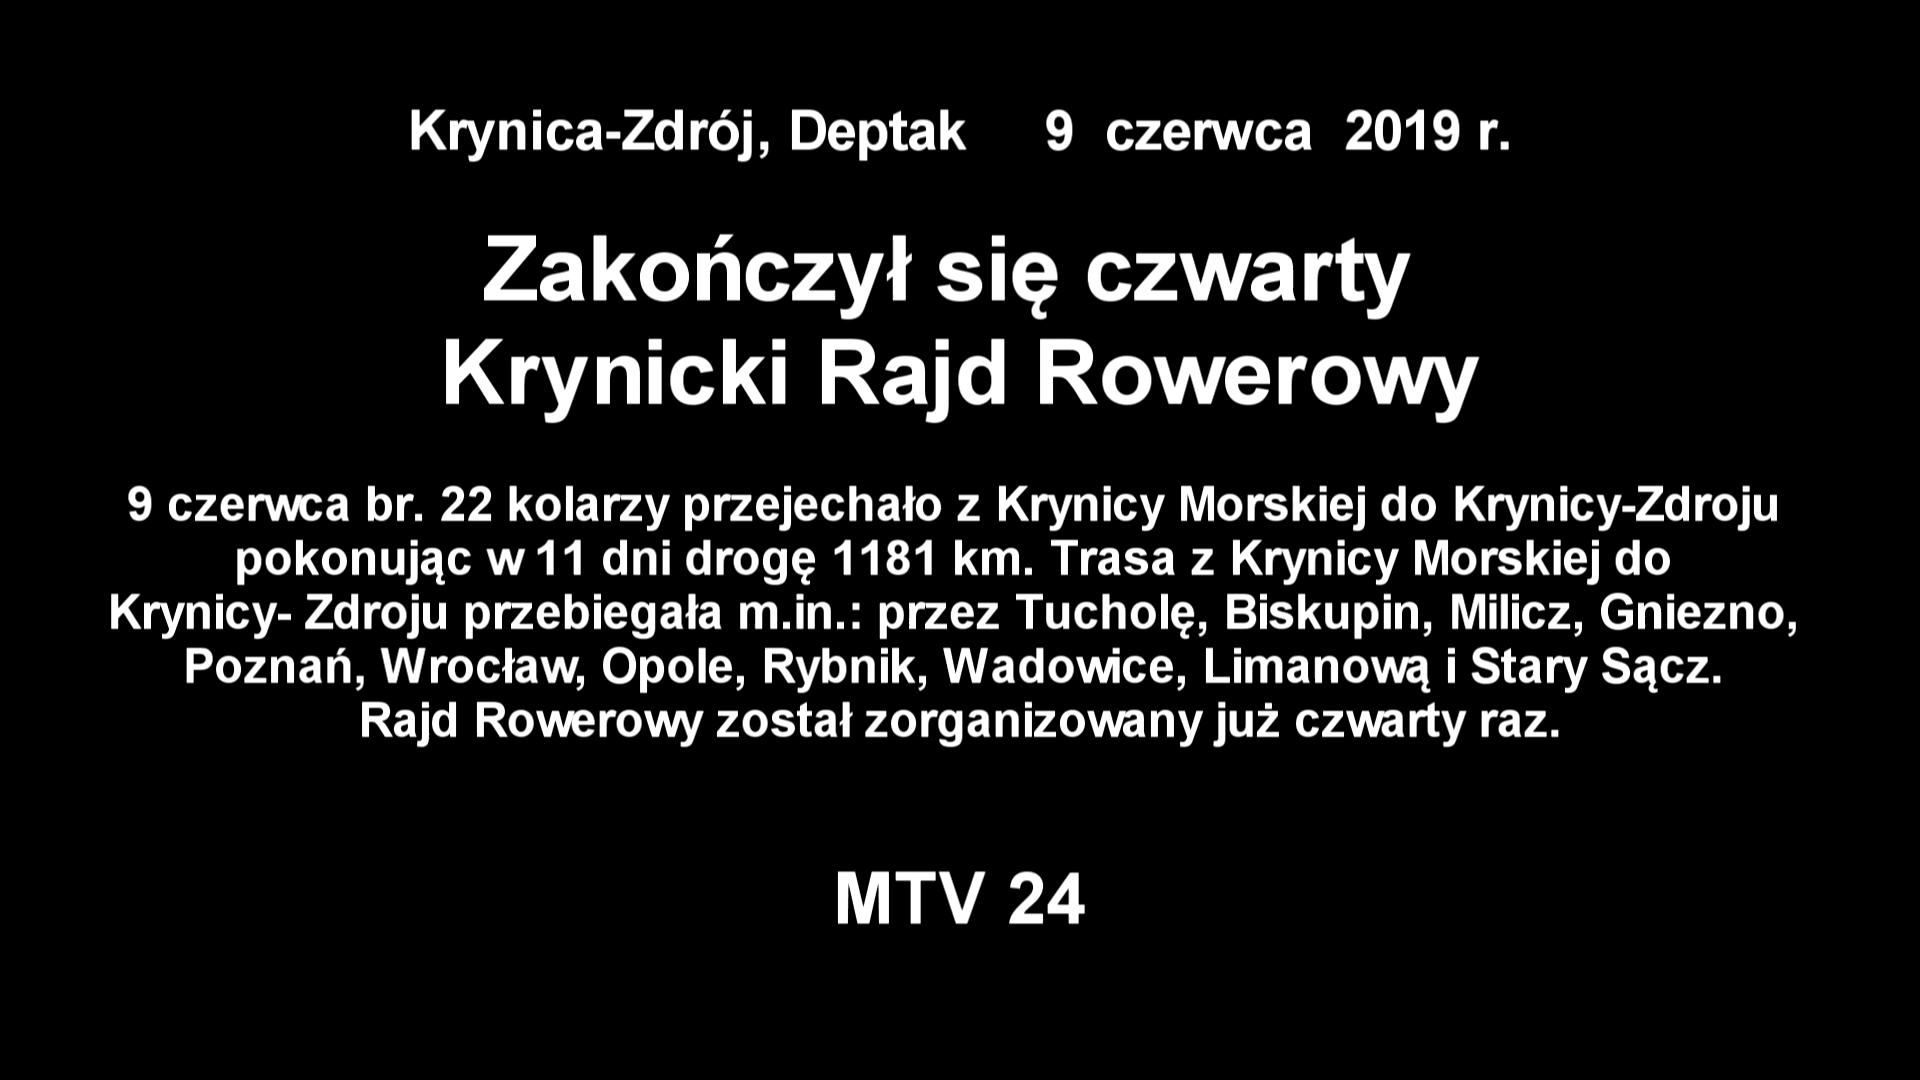 Krynica-Zdrój, Deptak 9 czerwca 2019 r.
Zakończył się czwarty
Krynicki Rajd Rowerowy
9 czerwca br. 22 kolarzy przejechało z Krynicy Morskiej do Krynicy-Zdroju
pokonując w 11 dni drogę 1181 km. Trasa z Krynicy Morskiej do
Krynicy- Zdroju przebiegała m.in.: przez Tucholę, Biskupin, Milicz, Gniezno,
Poznań, Wrocław, Opole, Rybnik, Wadowice, Limanową i Stary Sącz.
Rajd Rowerowy został zorganizowany już czwarty raz.
MTV 24